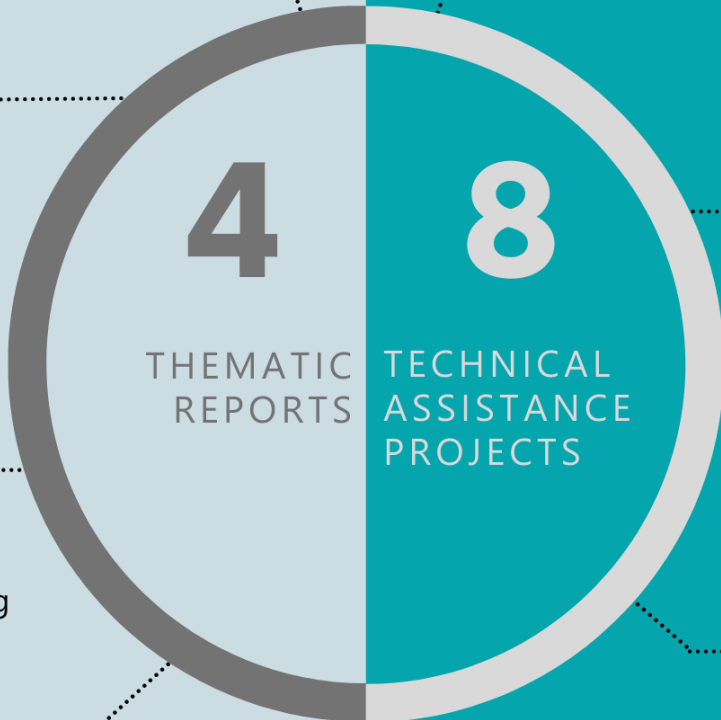 4
THEMATIC
REPORTS
8
TECHNICAL
ASSISTANCE
PROJECTS
g